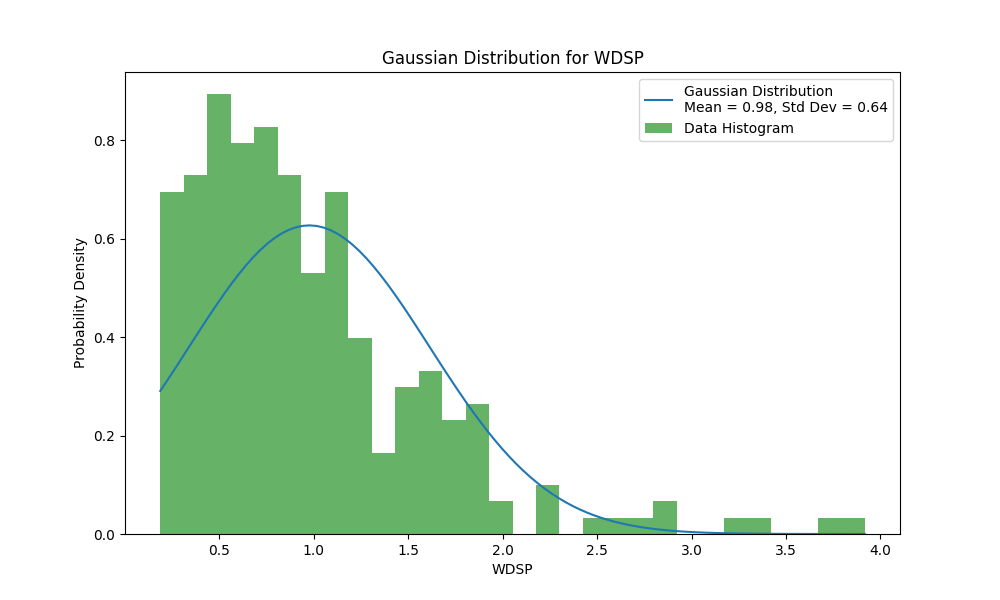 Gaussian Distribution for WDSP
Gaussian Distribution
Mean = 0.98, Std Dev = 0.64
Data Histogram
Probability Density
0.8
0.6
0.4
0.2
0.0
0.5
1.0
1.5
2.0
2.5
3.0
3.5
4.0
WDSP